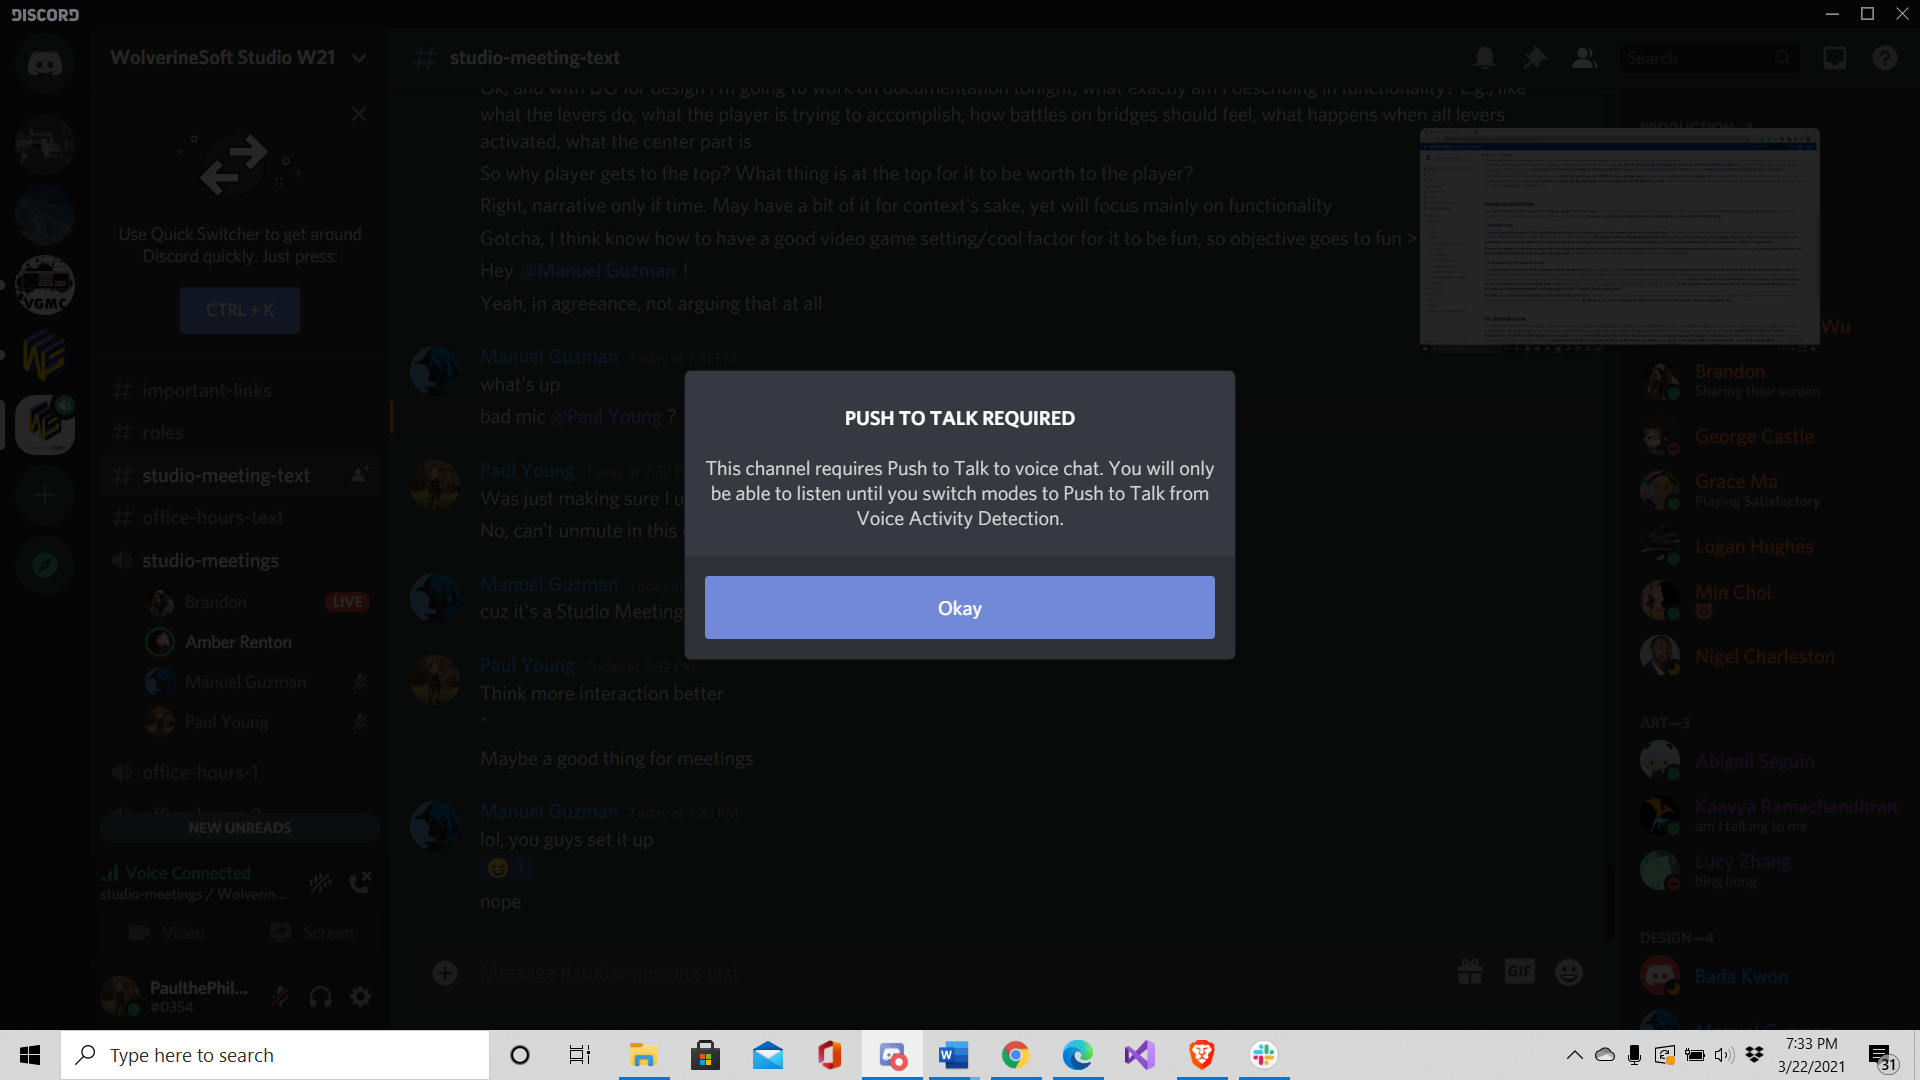 DISCORD
WolverineSoft Studio W21
studio-meeting-text
Search
Use Quick Switcher to get around
Discord quickly. Just press:
CTRL + K
important-links
roles
studio-meeting-text
office-hours-text
studio-meetings
Brandon
LIVE
Amber Renton
Manuel Guzman
Paul Young
office-hours-1
NEW UNREADS
Voice Connected
studio-meetings / Wolverin...
Video
Screen
PaulthePhil...
#0354
Ok, and with DO for design I'm going to work on documentation tonight, what exactly am I describing in functionality? E.g., like
what the levers do, what the player is trying to accomplish, how battles on bridges should feel, what happens when all levers
activated, what the center part is
So why player gets to the top? What thing is at the top for it to be worth to the player?
Right, narrative only if time. May have a bit of it for context's sake, yet will focus mainly on functionality
Gotcha, I think know how to have a good video game setting/cool factor for it to be fun, so objective goes to fun >
Hey @Manuel Guzman !
Yeah, in agreeance, not arguing that at all
Manuel Guzman Today at 7:31 PM
what's up
bad mic @Paul Young ?
Paul Young Today at 7:32 P
Was just making sure I u
No, can't unmute in this
Manuel Guzman Today at
cuz it's a Studio Meeting
Paul Young Today at 7:32 PM
Think more interaction better
^
Maybe a good thing for meetings
Manuel Guzman Today at 7:33 PM
lol, you guys set it up
1
nope
Message #studio-meeting-text
GIF
PUSH TO TALK REQUIRED
This channel requires Push to Talk to voice chat. You will only
be able to listen until you switch modes to Push to Talk from
Voice Activity Detection.
Okay
PRODUCTION—1
Wu
Brandon
Sharing their screen
George Castle
Grace Ma
Playing Satisfactory
Logan Hughes
Min Choi
Nigel Charleston
ART—3
Abigail Seguin
Kaavya Ramachandhran
am I talking to me
Lucy Zhang
bing bong
DESIGN—4
Bada Kwon
VGMC
Type here to search
7:33 PM
3/22/2021
31